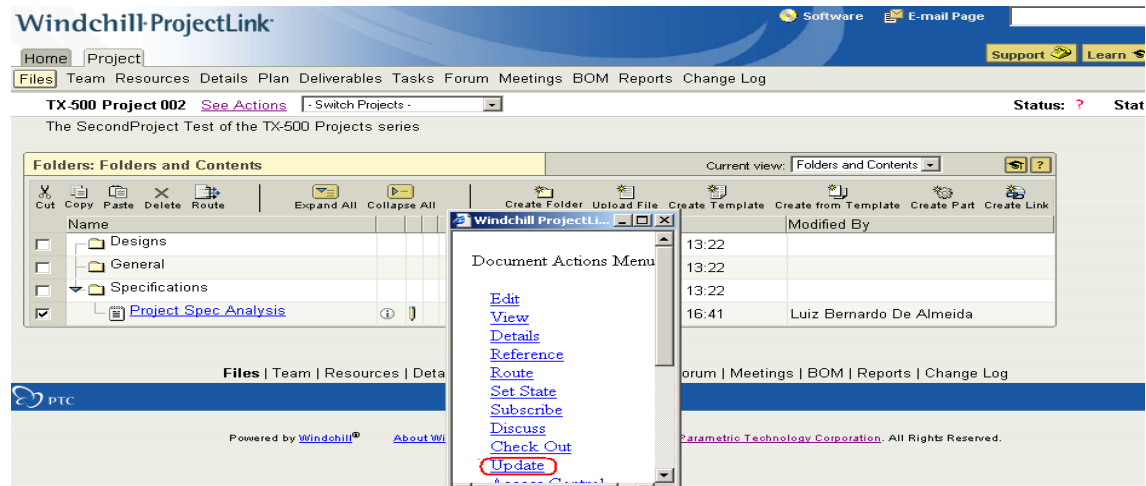 Windchill ProjectLink
Software E-mail Page
Home Project
Support Learn
Files Team Resources Details Plan Deliverables Tasks Forum Meetings BOM Reports Change Log
TX-500 Project 002 See Actions - Switch Projects - Status: ? Stat
The SecondProject Test of the TX-500 Projects series
Folders: Folders and Contents Current view: Folders and Contents ?
Cut Copy Paste Delete Route Expand All Collapse All Create Folder Upload File Create Template Create from Template Create Part Create Link
Windchill ProjectLi...
Name Modified By
Designs 13:22
General 13:22
Specifications 13:22
Project Spec Analysis 16:41 Luiz Bernardo De Almeida
Document Actions Menu
Edit
View
Details
Reference
Route
Set State
Subscribe
Discuss
Check Out
Update
Access Control
Files | Team | Resources | Deta orum | Meetings | BOM | Reports | Change Log
PTC
Powered by Windchill® About Wi Parametric Technology Corporation. All Rights Reserved.